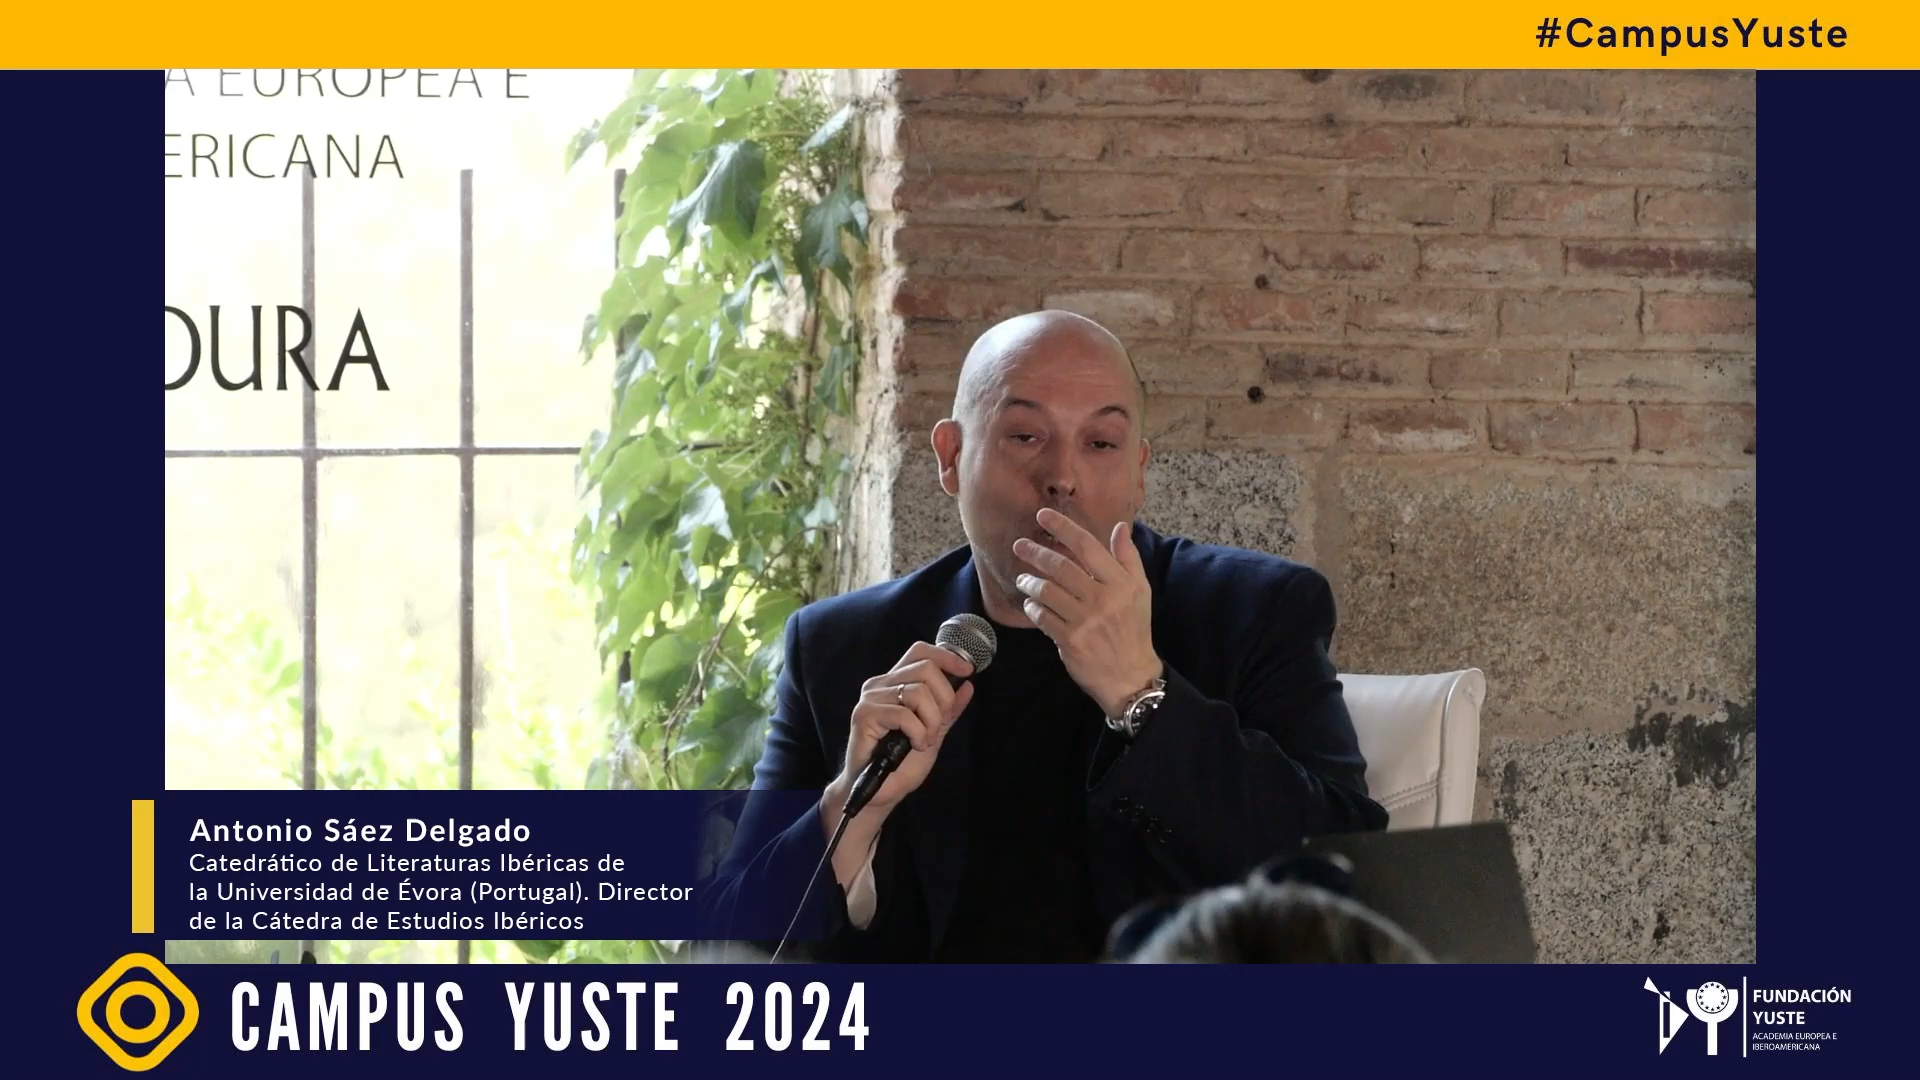 #CampusYuste
A EUROPEA E
ERICANA
DURA
Antonio Sáez Delgado
Catedrático de Literaturas Ibéricas de
la Universidad de Évora (Portugal). Director
de la Cátedra de Estudios Ibéricos
CAMPUS YUSTE 2024
FUNDACIÓN
YUSTE
ACADEMIA EUROPEA E
IBEROAMERICANA